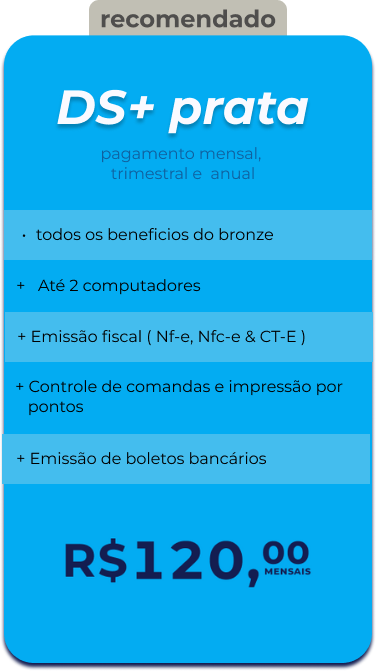 recomendado
DS+ prata
pagamento mensal,
trimestral e anual
· todos os beneficios do bronze
+ Até 2 computadores
+ Emissão fiscal ( Nf-e, Nfc-e & CT-E )
+ Controle de comandas e impressão por
pontos
+ Emissão de boletos bancários
R$120,00
MENSAIS